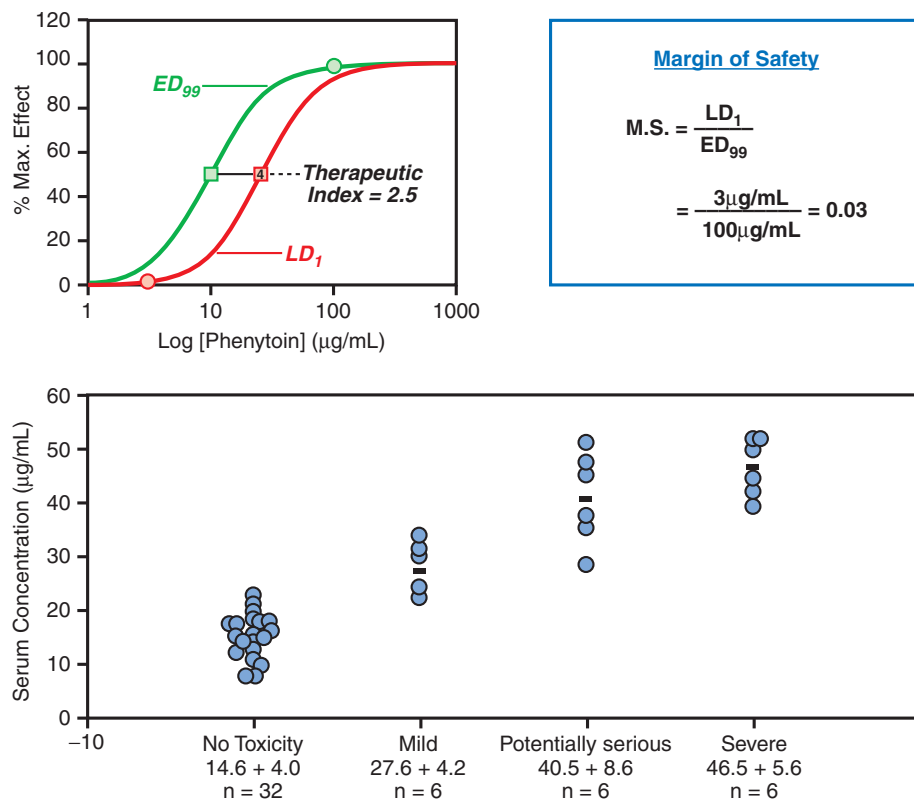 120
100
80
60
40
20
0
% Max. Effect
ED99
4
Therapeutic
Index = 2.5
LD1
1
10
100
1000
Log [Phenytoin] (μg/mL)
Margin of Safety
M.S. = LD1
ED99
= 3μg/mL = 0.03
100μg/mL
60
50
40
30
20
10
0
Serum Concentration (μg/mL)
–10
No Toxicity
14.6 + 4.0
n = 32
Mild
27.6 + 4.2
n = 6
Potentially serious
40.5 + 8.6
n = 6
Severe
46.5 + 5.6
n = 6